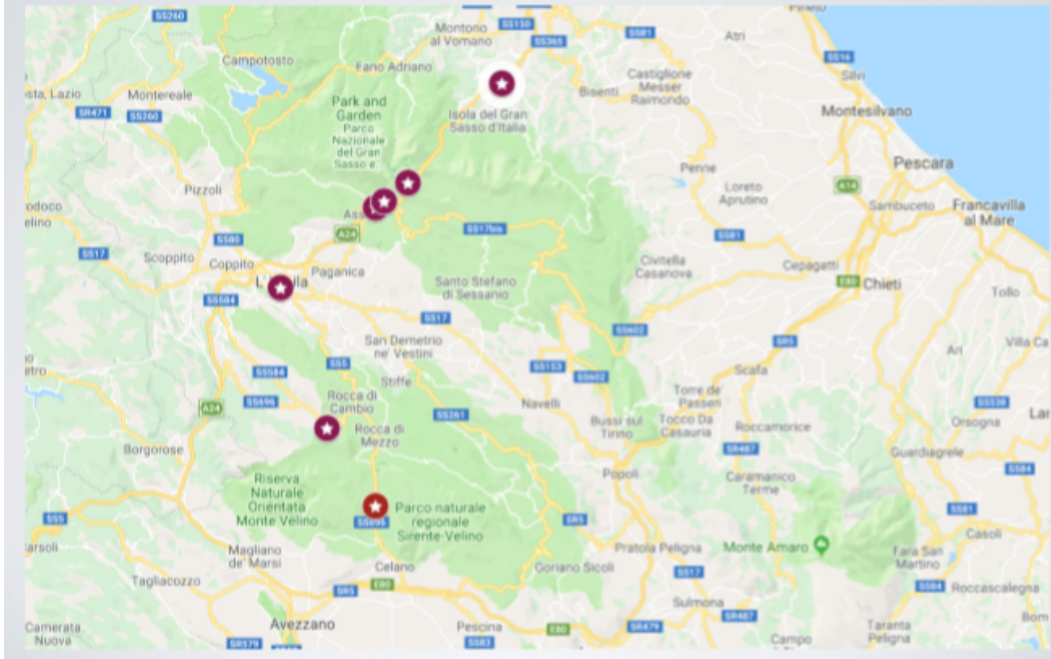 SS260
SS150
Montorio
al Vomano
SS365
SS81
Atri
SS16
Silvi
Campotosto
Fano Adriano
Castiglione
Messer
Raimondo
Bisenti
Montereale
SR471
SS260
Park and
Garden
Parco
Nazionale
del Gran
Sasso e...
Isola del Gran
Sasso d'Italia
Montesilvano
Pescara
Penne
Pizzoli
Loreto
Aprutino
A14
Sambuceto
Francavilla
al Mare
SS17bis
A24
SS81
SS17
SS80
Scoppito
Coppito
Paganica
Civitella
Casanova
Cepagatti
E80
Chieti
Santo Stefano
di Sessanio
Tollo
SS584
SS17
SS602
San Demetrio
ne' Vestini
SS5
SR5
Ari
Villa Ca
SS153
SS602
Scafa
SS584
Stiffe
A24
SS696
Rocca di
Cambio
SS261
Navelli
Torre de'
Passeri
SS538
Orsogna
Rocca di
Mezzo
Bussi sul
Tirino
Tocco Da
Casauria
Roccamorice
Borgorose
SR487
Guardiagrele
SS84
Popoli
Caramanico
Terme
Riserva
Naturale
Orientata
Monte Velino
SS696
Parco naturale
regionale
Sirente-Velino
SS5
SR5
SS81
Casoli
Pratola Peligna
Monte Amaro
Fara San
Martino
Magliano
de' Marsi
Celano
Goriano Sicoli
Tagliacozzo
SR5
E80
SS17
SS84
Roccascalegna
Sulmona
SR487
Camerata
Nuova
Avezzano
Pescina
E80
SR479
Taranta
Peligna
SR579
SS83
Campo